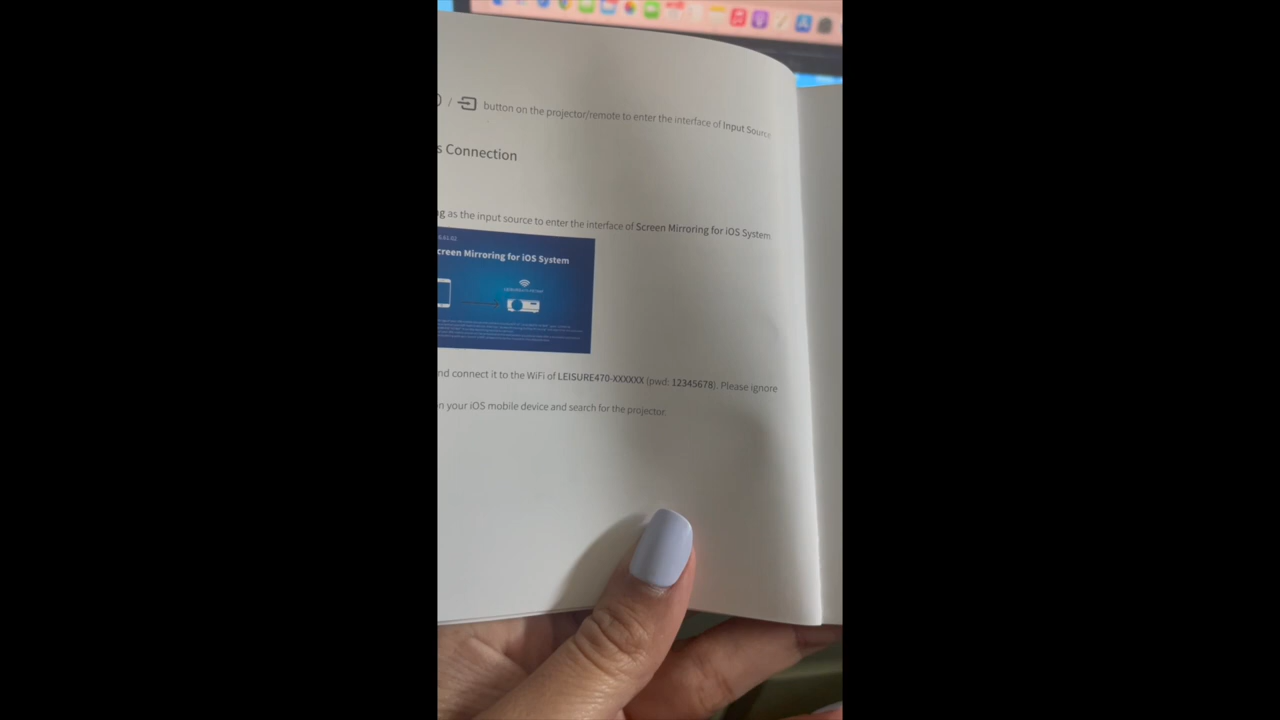 / button on the projector/remote to enter the interface of Input Source
s Connection
ng as the input source to enter the interface of Screen Mirroring for iOS System
creen Mirroring for iOS System
nd connect it to the WiFi of LEISURE470-XXXXXX (pwd: 12345678). Please ignore
n your iOS mobile device and search for the projector.